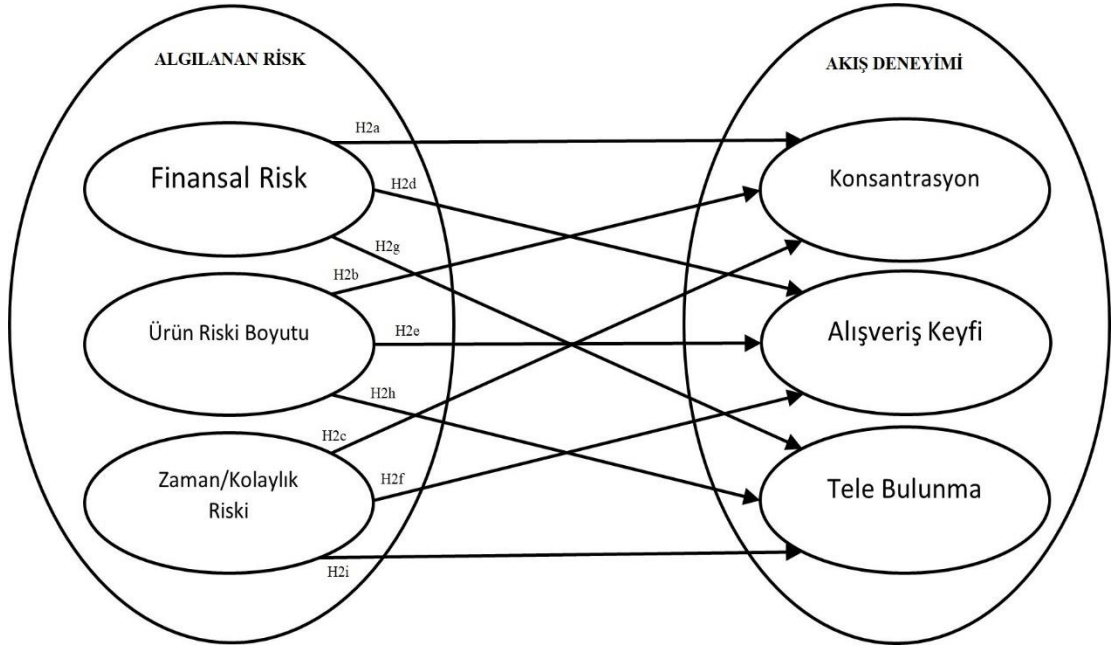 ALGILANAN RİSK
AKIŞ DENEYİMİ
H2a
Finansal Risk
Konsantrasyon
H2d
H2g
H2b
Ürün Riski Boyutu
H2e
Alışveriş Keyfi
H2h
H2c
Zaman/Kolaylık
Riski
H2f
Tele Bulunma
H2i